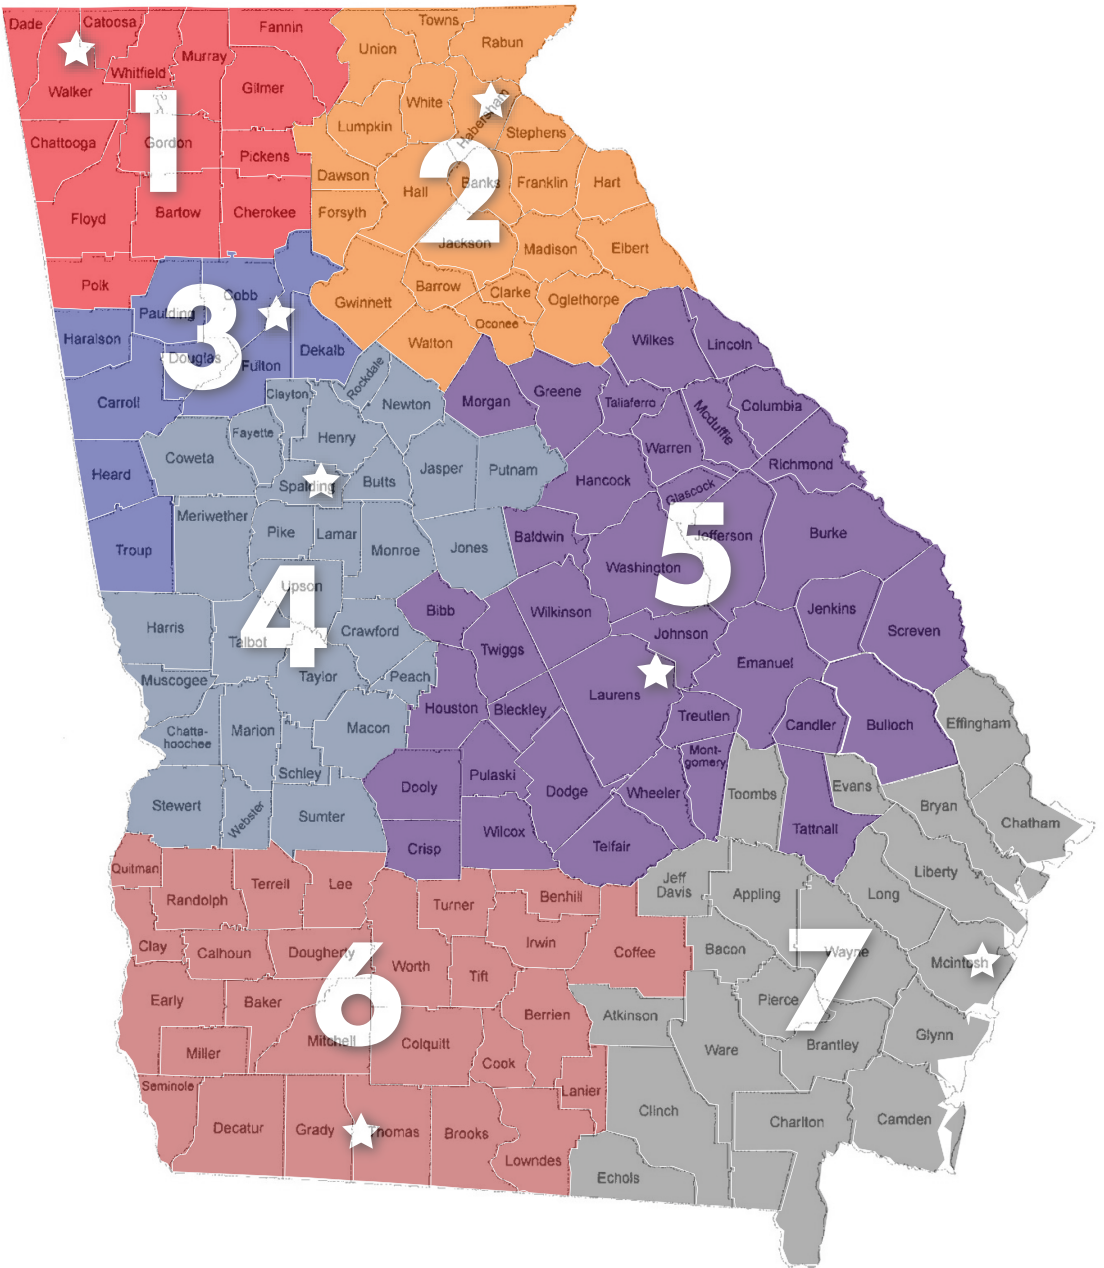 Dade
Catoosa
Fannin
Towns
Union
Rabun
Murray
Whitfield
Walker
Gilmer
White
Habersham
Lumpkin
Stephens
1
Chattooga
Gordon
Pickens
2
Dawson
Hall
Banks
Franklin
Hart
Floyd
Bartow
Cherokee
Forsyth
Jackson
Madison
Elbert
Polk
Cobb
Gwinnett
Barrow
Clarke
Oglethorpe
Paulding
3
Oconee
Haralson
Walton
Wilkes
Lincoln
Douglas
Fulton
Dekalb
Rockdale
Carroll
Clayton
Newton
Morgan
Greene
Taliaferro
Mcduffie
Columbia
Fayette
Henry
Coweta
Warren
Heard
Spalding
Butts
Jasper
Putnam
Hancock
Richmond
Glascock
Meriwether
Pike
Lamar
Monroe
Jones
Baldwin
5
Jefferson
Burke
Troup
Washington
Upson
4
Bibb
Wilkinson
Jenkins
Harris
Talbot
Crawford
Johnson
Screven
Twiggs
Emanuel
Muscogee
Taylor
Peach
Laurens
Houston
Bleckley
Treutlen
Candler
Bulloch
Effingham
Chatta-
hoochee
Marion
Macon
Mont-
gomery
Schley
Dooly
Pulaski
Dodge
Wheeler
Toombs
Evans
Bryan
Stewert
Webster
Sumter
Chatham
Wilcox
Tattnall
Crisp
Telfair
Quitman
Randolph
Terrell
Lee
Jeff
Davis
Appling
Long
Liberty
Turner
Benhill
Clay
Calhoun
Dougherty
Irwin
Coffee
Bacon
7
Wayne
Mcintosh
Worth
Tift
6
Early
Baker
Pierce
Berrien
Atkinson
Mitchell
Colquitt
Glynn
Miller
Ware
Brantley
Cook
Seminole
Lanier
Clinch
Charlton
Camden
Decatur
Grady
Thomas
Brooks
Lowndes
Echols